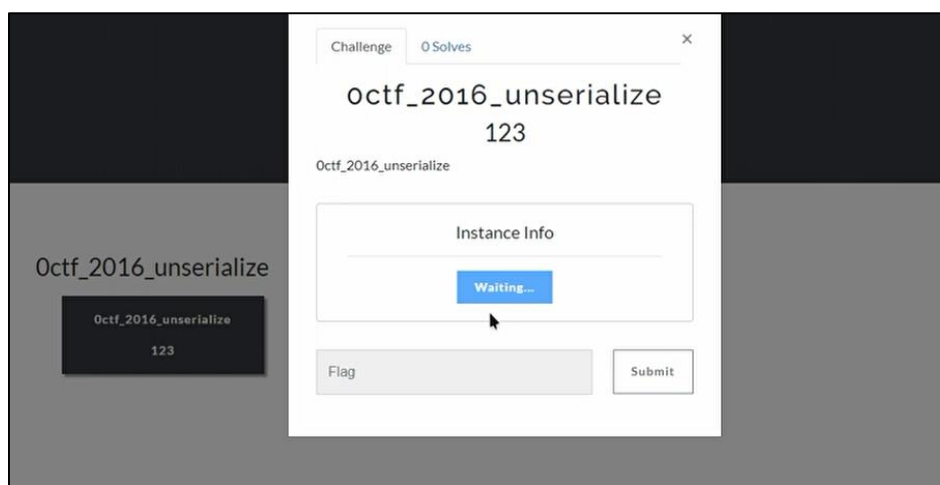 Challenge 0 Solves ×
0ctf_2016_unserialize
123
0ctf_2016_unserialize
Instance Info
Waiting...
Flag Submit
0ctf_2016_unserialize
0ctf_2016_unserialize
123